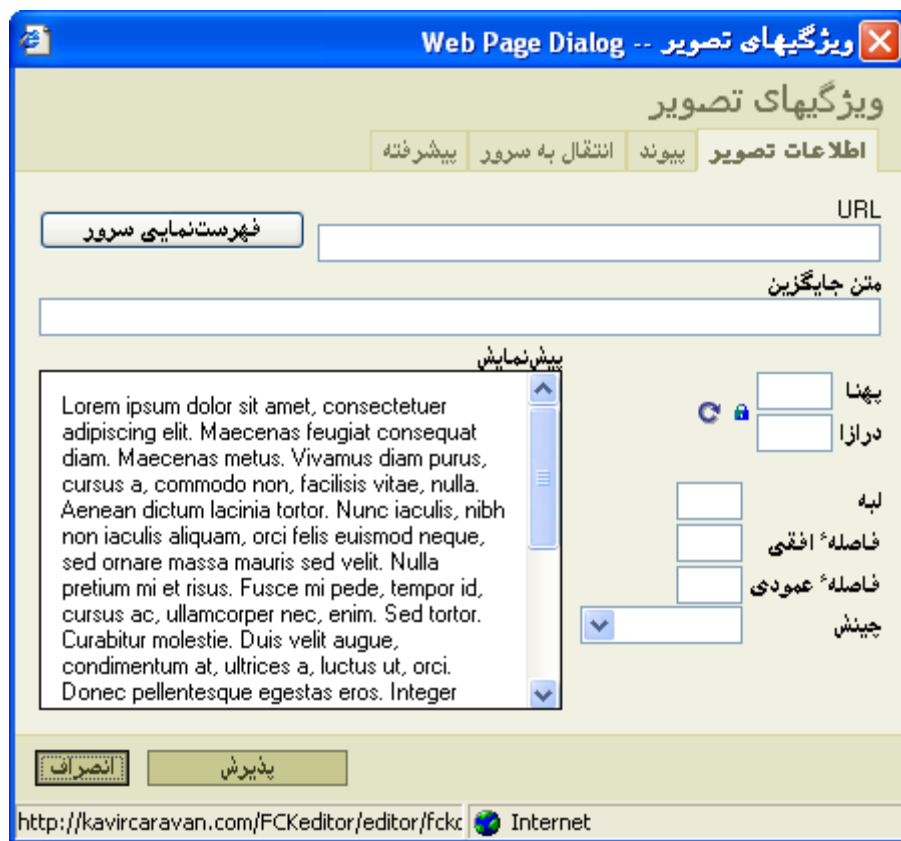 ویژگیهای تصویر -- Web Page Dialog
ویژگیهای تصویر
اطلاعات تصویر پیوند انتقال به سرور پیشرفته
URL
فهرست‌نمایی سرور
متن جایگزین
پیش‌نمایش
پهنا
درازا
لبه
فاصلهٔ افقی
فاصلهٔ عمودی
چینش
Lorem ipsum dolor sit amet, consectetuer
adipiscing elit. Maecenas feugiat consequat
diam. Maecenas metus. Vivamus diam purus,
cursus a, commodo non, facilisis vitae, nulla.
Aenean dictum lacinia tortor. Nunc iaculis, nibh
non iaculis aliquam, orci felis euismod neque,
sed ornare massa mauris sed velit. Nulla
pretium mi et risus. Fusce mi pede, tempor id,
cursus ac, ullamcorper nec, enim. Sed tortor.
Curabitur molestie. Duis velit augue,
condimentum at, ultrices a, luctus ut, orci.
Donec pellentesque egestas eros. Integer
پذیرش
انصراف
http://kavircaravan.com/FCKeditor/editor/fckc
Internet